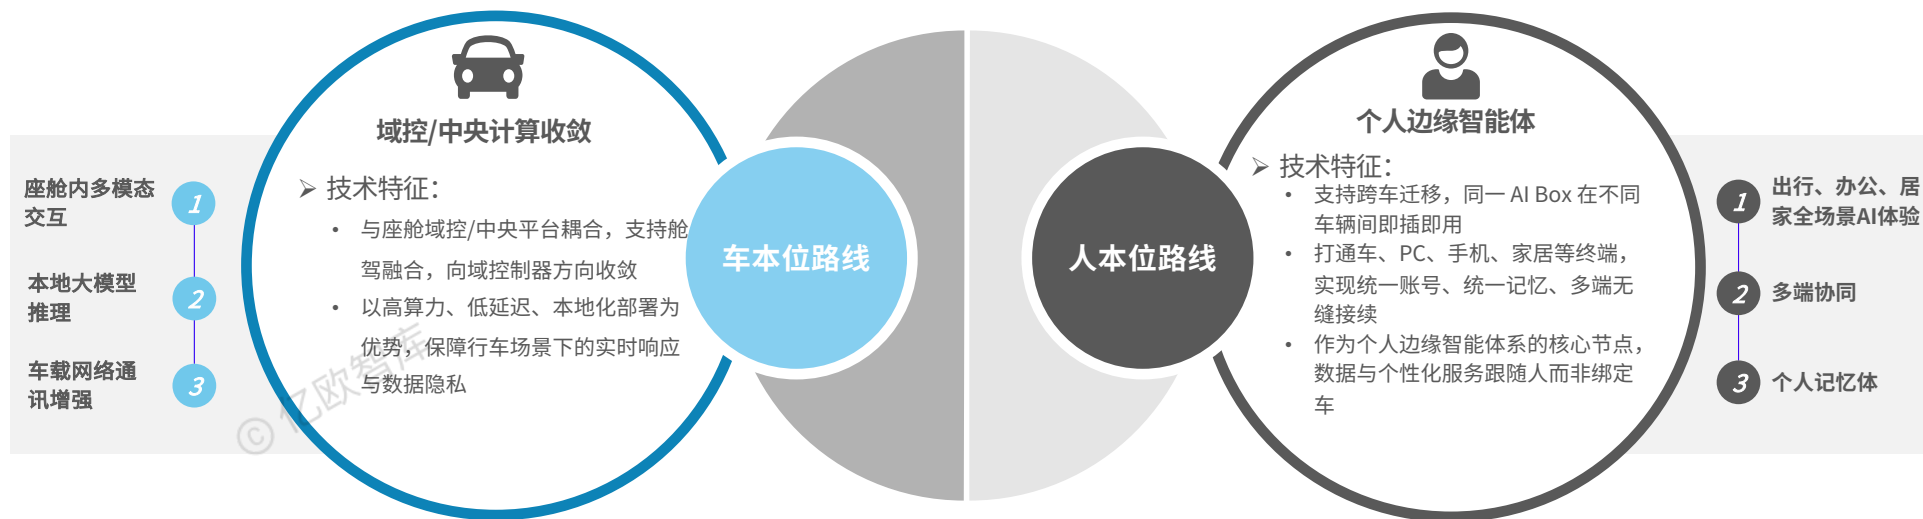 域控/中央计算收敛
座舱内多模态
交互
1
本地大模型
推理
2
车载网络通
讯增强
3
➢ 技术特征：
• 与座舱域控/中央平台耦合，支持舱
驾融合，向域控制器方向收敛
• 以高算力、低延迟、本地化部署为
优势，保障行车场景下的实时响应
与数据隐私
车本位路线
人本位路线
个人边缘智能体
➢ 技术特征：
• 支持跨车迁移，同一 AI Box 在不同
车辆间即插即用
• 打通车、PC、手机、家居等终端，
实现统一账号、统一记忆、多端无
缝接续
• 作为个人边缘智能体系的核心节点，
数据与个性化服务跟随人而非绑定
车
1
出行、办公、居
家全场景AI体验
2
多端协同
3
个人记忆体
© 亿欧智库